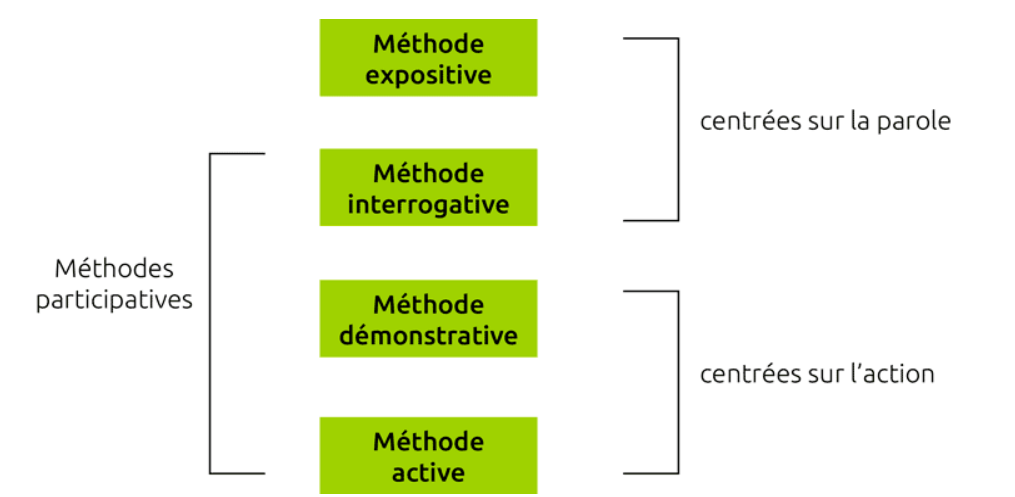 Méthode
expositive
centrées sur la parole
Méthode
interrogative
Méthodes
participatives
Méthode
démonstrative
centrées sur l’action
Méthode
active